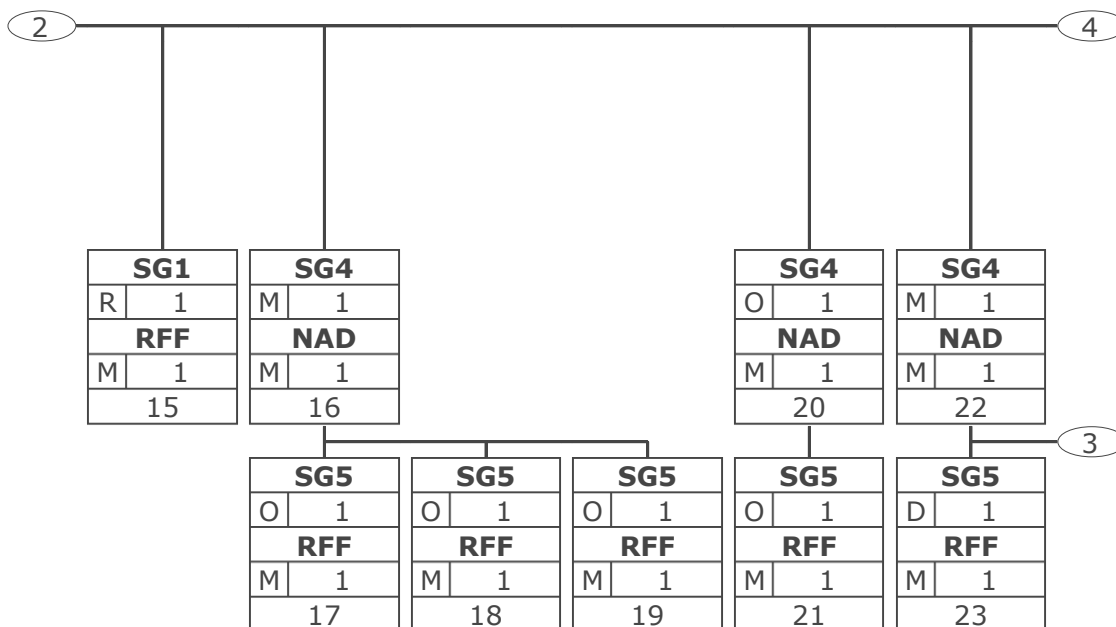 2 4
SG1 SG4 SG4 SG4
R 1 M 1 O 1 M 1
RFF NAD NAD NAD
M 1 M 1 M 1 M 1
15 16 20 22
3
SG5 SG5 SG5 SG5 SG5
O 1 O 1 O 1 O 1 D 1
RFF RFF RFF RFF RFF
M 1 M 1 M 1 M 1 M 1
17 18 19 21 23